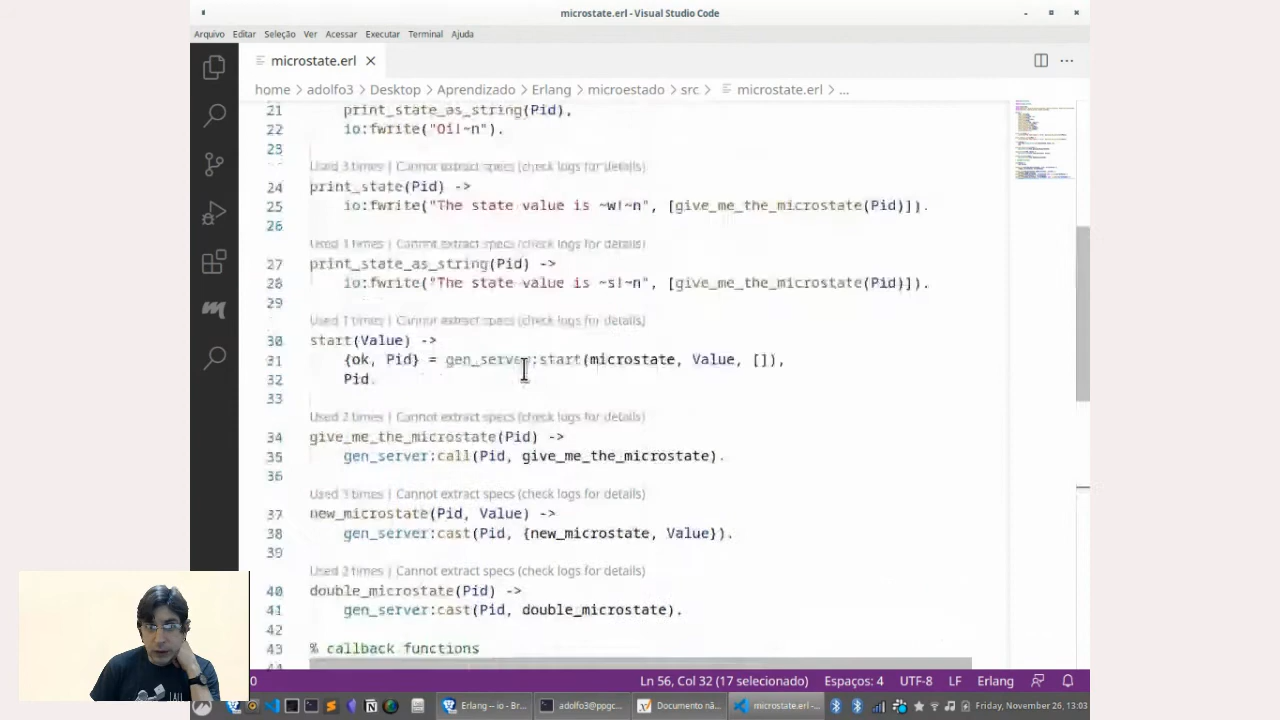 microstate.erl - Visual Studio Code
Arquivo Editar Seleção Ver Acessar Executar Terminal Ajuda
microstate.erl
home > adolfo3 > Desktop > Aprendizado > Erlang > microestado > src > microstate.erl > ...
21 print_state_as_string(Pid),
22 io:fwrite("Oi!~n").
23
Cannot extract specs (check logs for details)
24 print_state(Pid) ->
25 io:fwrite("The state value is ~w!~n", [give_me_the_microstate(Pid)]).
26
Used 1 times | Cannot extract specs (check logs for details)
27 print_state_as_string(Pid) ->
28 io:fwrite("The state value is ~s!~n", [give_me_the_microstate(Pid)]).
29
Used 1 times | Cannot extract specs (check logs for details)
30 start(Value) ->
31 {ok, Pid} = gen_server:start(microstate, Value, []),
32 Pid.
33
Used 2 times | Cannot extract specs (check logs for details)
34 give_me_the_microstate(Pid) ->
35 gen_server:call(Pid, give_me_the_microstate).
36
Used 3 times | Cannot extract specs (check logs for details)
37 new_microstate(Pid, Value) ->
38 gen_server:cast(Pid, {new_microstate, Value}).
39
Used 2 times | Cannot extract specs (check logs for details)
40 double_microstate(Pid) ->
41 gen_server:cast(Pid, double_microstate).
42
43 % callback functions
44
0 Ln 56, Col 32 (17 selecionado) Espaços: 4 UTF-8 LF Erlang
Erlang -- io - Br... adolfo3@ppgc... Documento nã... microstate.erl -... Friday, November 26, 13:03